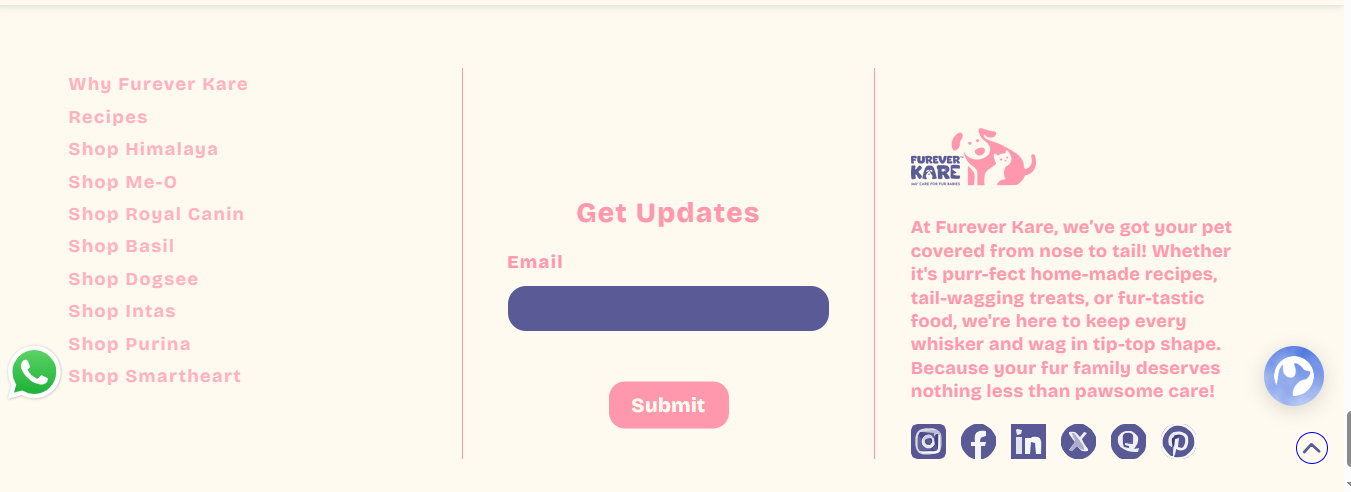 Why Furever Kare
Recipes
Shop Himalaya
Shop Me-O
Shop Royal Canin
Shop Basil
Shop Dogsee
Shop Intas
Shop Purina
Shop Smartheart
Get Updates
Email
Submit
FUREVER
KARE
At Furever Kare, we’ve got your pet
covered from nose to tail! Whether
it's purr-fect home-made recipes,
tail-wagging treats, or fur-tastic
food, we're here to keep every
whisker and wag in tip-top shape.
Because your fur family deserves
nothing less than pawsome care!